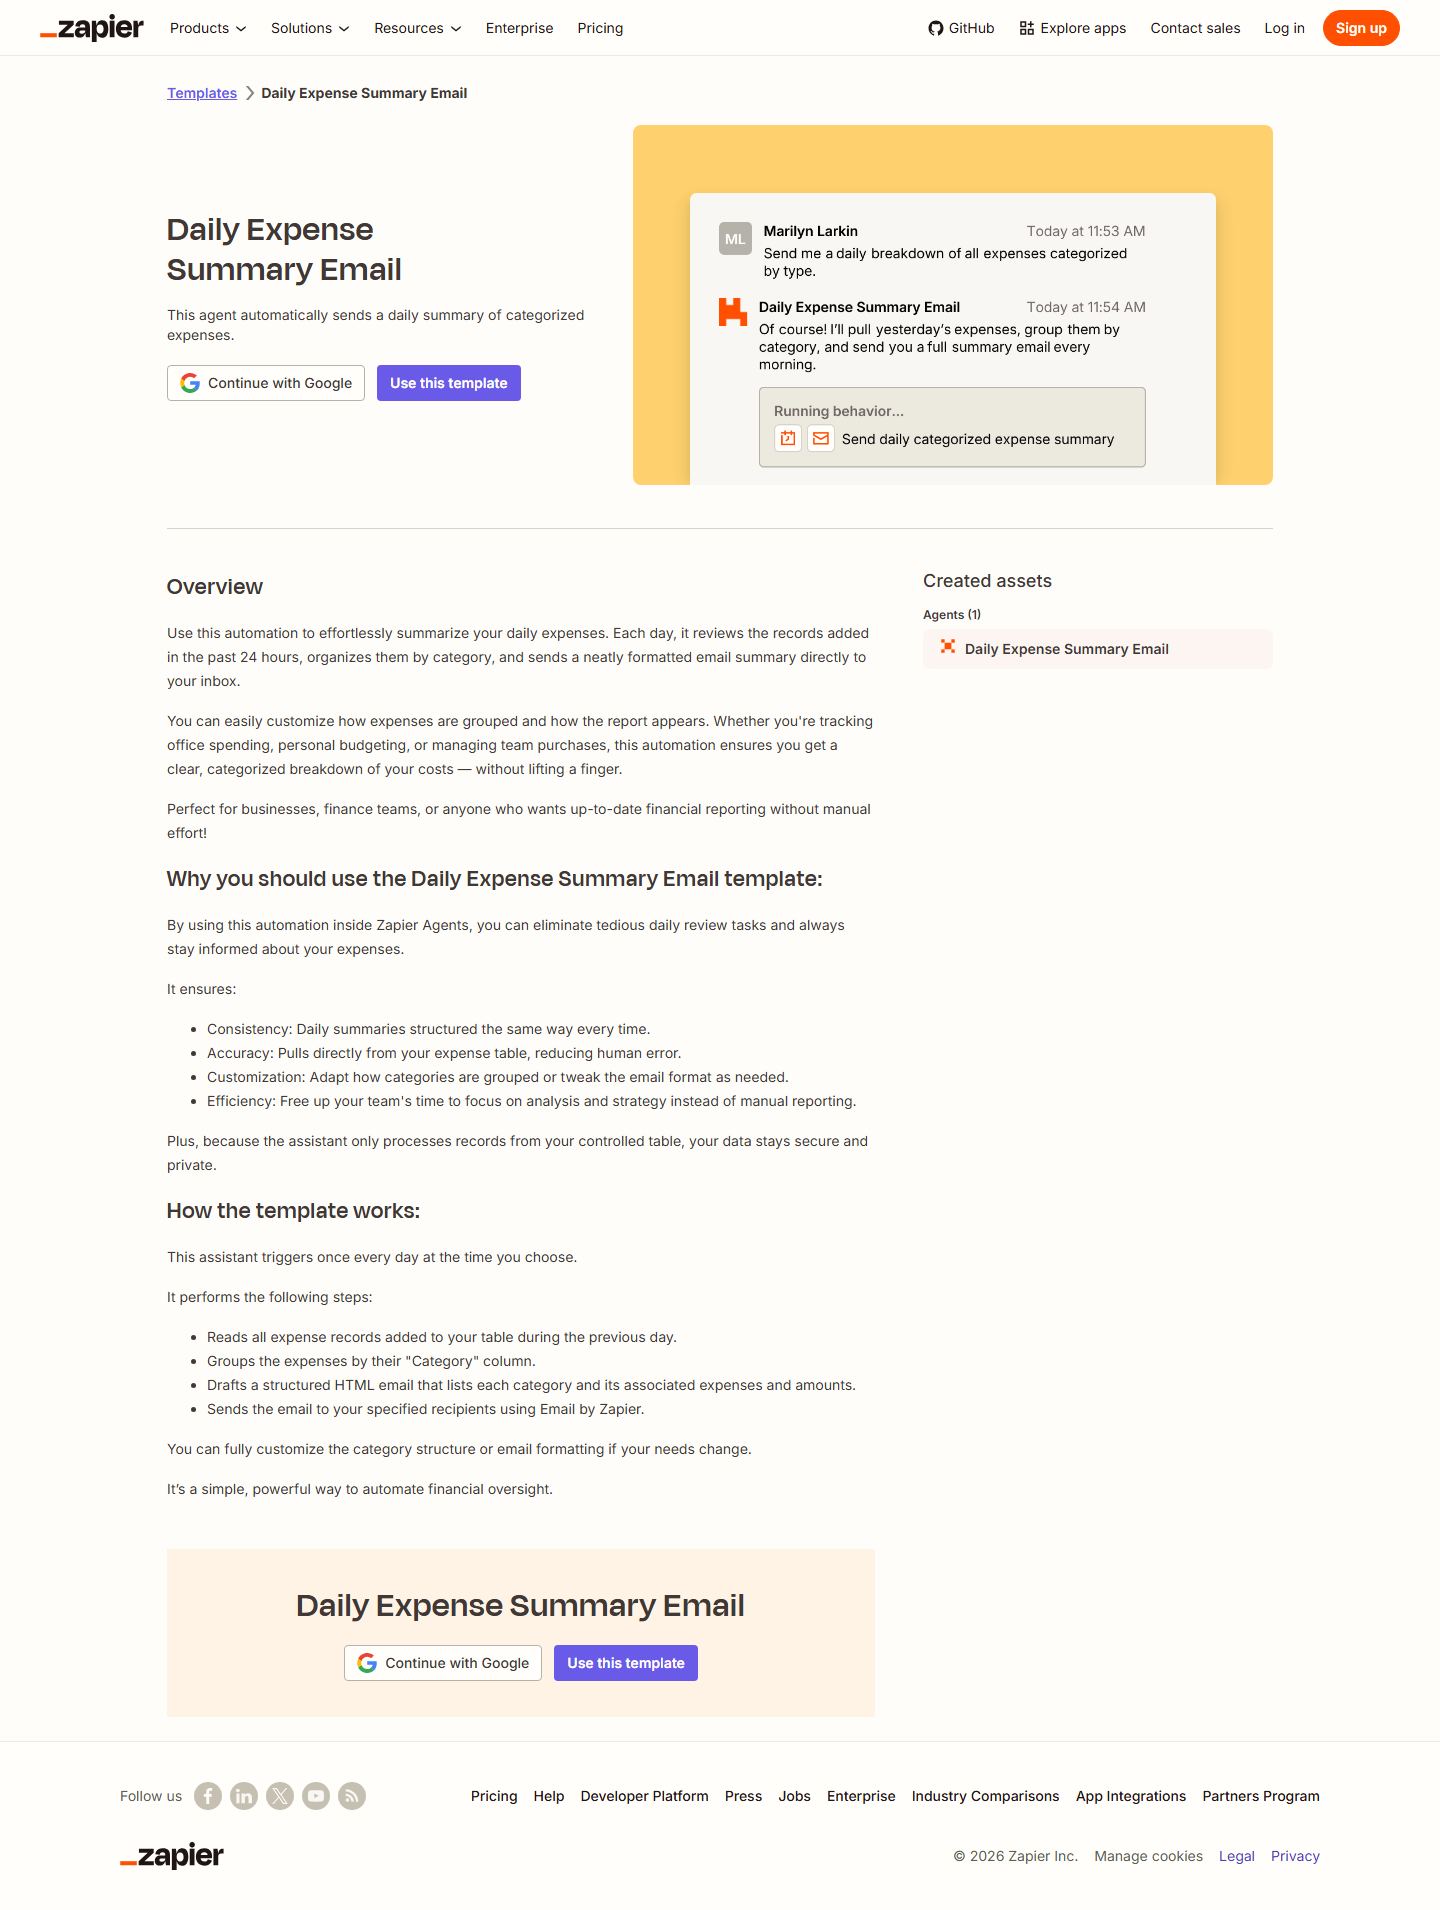 zapier
Products
Solutions
Resources
Enterprise
Pricing
GitHub
Explore apps
Contact sales
Log in
Sign up
Templates
Daily Expense Summary Email
Daily Expense
Summary Email
This agent automatically sends a daily summary of categorized
expenses.
Continue with Google
Use this template
ML
Marilyn Larkin
Today at 11:53 AM
Send me a daily breakdown of all expenses categorized
by type.
Daily Expense Summary Email
Today at 11:54 AM
Of course! I'll pull yesterday's expenses, group them by
category, and send you a full summary email every
morning.
Running behavior...
Send daily categorized expense summary
Overview
Use this automation to effortlessly summarize your daily expenses. Each day, it reviews the records added
in the past 24 hours, organizes them by category, and sends a neatly formatted email summary directly to
your inbox.
You can easily customize how expenses are grouped and how the report appears. Whether you're tracking
office spending, personal budgeting, or managing team purchases, this automation ensures you get a
clear, categorized breakdown of your costs — without lifting a finger.
Perfect for businesses, finance teams, or anyone who wants up-to-date financial reporting without manual
effort!
Why you should use the Daily Expense Summary Email template:
By using this automation inside Zapier Agents, you can eliminate tedious daily review tasks and always
stay informed about your expenses.
It ensures:
• Consistency: Daily summaries structured the same way every time.
• Accuracy: Pulls directly from your expense table, reducing human error.
• Customization: Adapt how categories are grouped or tweak the email format as needed.
• Efficiency: Free up your team's time to focus on analysis and strategy instead of manual reporting.
Plus, because the assistant only processes records from your controlled table, your data stays secure and
private.
How the template works:
This assistant triggers once every day at the time you choose.
It performs the following steps:
• Reads all expense records added to your table during the previous day.
• Groups the expenses by their "Category" column.
• Drafts a structured HTML email that lists each category and its associated expenses and amounts.
• Sends the email to your specified recipients using Email by Zapier.
You can fully customize the category structure or email formatting if your needs change.
It's a simple, powerful way to automate financial oversight.
Created assets
Agents (1)
Daily Expense Summary Email
Daily Expense Summary Email
Continue with Google
Use this template
Follow us
Pricing
Help
Developer Platform
Press
Jobs
Enterprise
Industry Comparisons
App Integrations
Partners Program
zapier
© 2026 Zapier Inc.
Manage cookies
Legal
Privacy